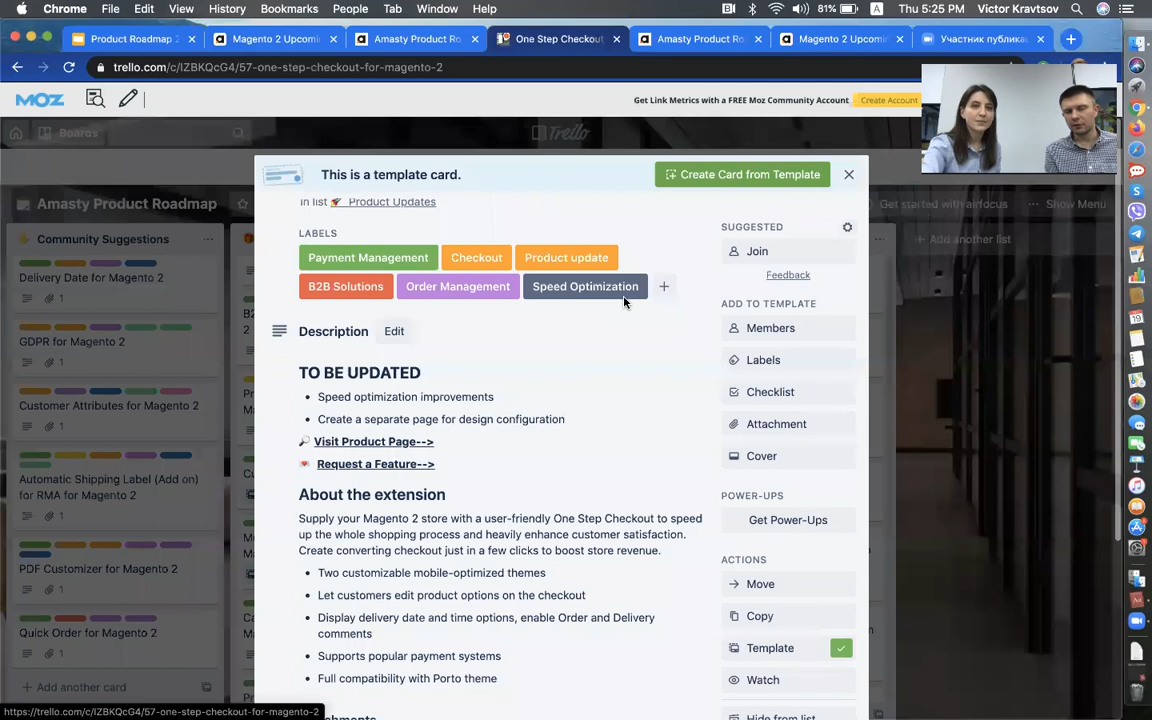 Chrome File Edit View History Bookmarks People Tab Window Help 81% A Thu 5:25 PM Victor Kravtsov
Product Roadmap 2 Magento 2 Upcomi Amasty Product Ro One Step Checkout Amasty Product Ro Magento 2 Upcomi Участник публика
trello.com/c/IZBKQcG4/57-one-step-checkout-for-magento-2
MOZ Get Link Metrics with a FREE Moz Community Account Create Account
Boards Trello
This is a template card. Create Card from Template
Amasty Product Roadmap in list 🚀 Product Updates Get started with airfocus ... Show Menu
Community Suggestions ... LABELS SUGGESTED + Add another list
Payment Management Checkout Product update Join
Delivery Date for Magento 2 Feedback
1 B2B Solutions Order Management Speed Optimization +
ADD TO TEMPLATE
GDPR for Magento 2 Description Edit Members
1 Labels
TO BE UPDATED
Customer Attributes for Magento 2 • Speed optimization improvements Checklist
1 • Create a separate page for design configuration Attachment
🔎 Visit Product Page-->
💌 Request a Feature--> Cover
Automatic Shipping Label (Add on)
for RMA for Magento 2 About the extension POWER-UPS
1 Supply your Magento 2 store with a user-friendly One Step Checkout to speed Get Power-Ups
up the whole shopping process and heavily enhance customer satisfaction.
Create converting checkout just in a few clicks to boost store revenue. ACTIONS
PDF Customizer for Magento 2 • Two customizable mobile-optimized themes Move
1 • Let customers edit product options on the checkout Copy
• Display delivery date and time options, enable Order and Delivery
comments
Quick Order for Magento 2 • Supports popular payment systems Template
1 • Full compatibility with Porto theme Watch
+ Add another card
https://trello.com/c/IZBKQcG4/57-one-step-checkout-for-magento-2 Hide from list